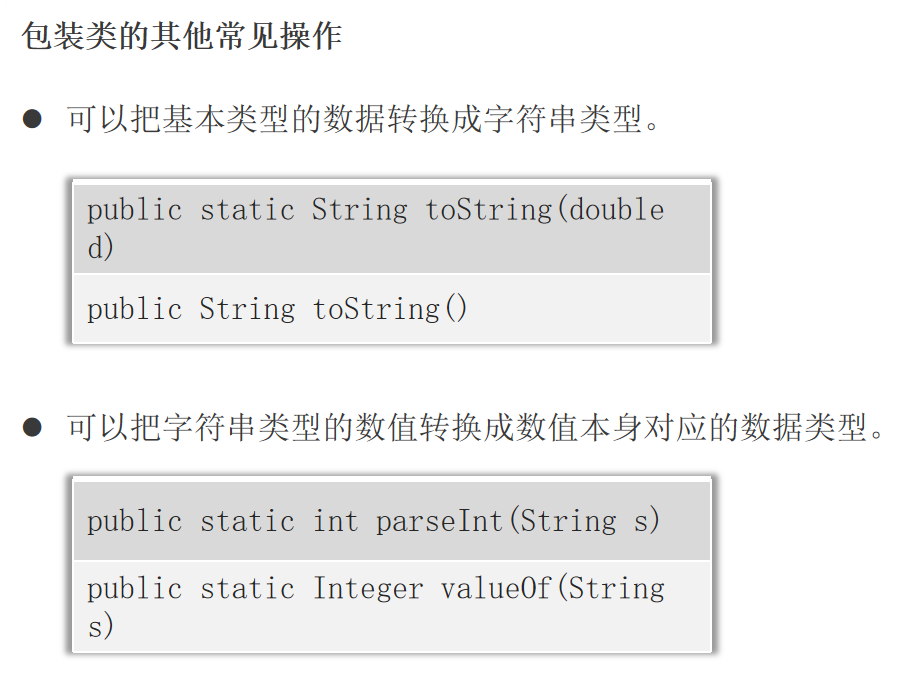 包装类的其他常见操作
● 可以把基本类型的数据转换成字符串类型。
public static String toString(double
d)
public String toString()
● 可以把字符串类型的数值转换成数值本身对应的数据类型。
public static int parseInt(String s)
public static Integer valueOf(String
s)